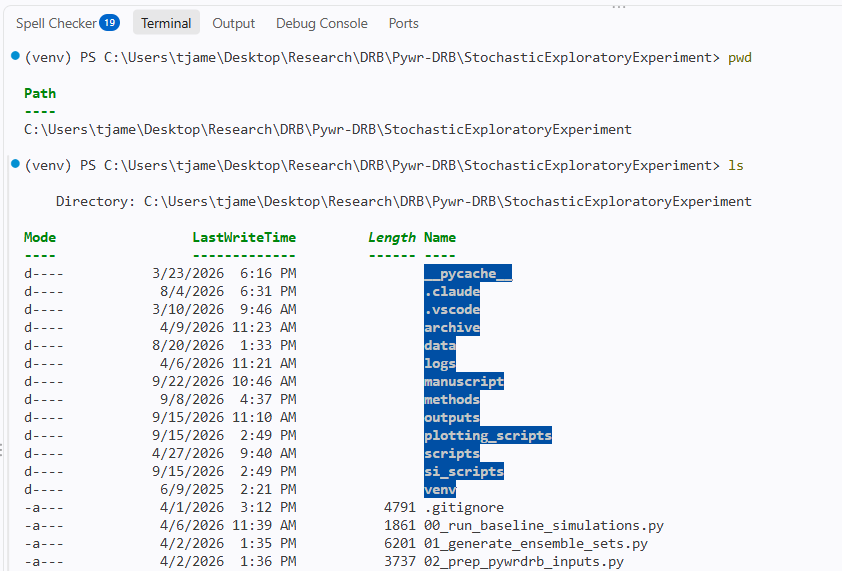 Spell Checker 19 Terminal Output Debug Console Ports
(venv) PS C:\Users\tjame\Desktop\Research\DRB\Pywr-DRB\StochasticExploratoryExperiment> pwd
Path
----
C:\Users\tjame\Desktop\Research\DRB\Pywr-DRB\StochasticExploratoryExperiment
(venv) PS C:\Users\tjame\Desktop\Research\DRB\Pywr-DRB\StochasticExploratoryExperiment> ls
Directory: C:\Users\tjame\Desktop\Research\DRB\Pywr-DRB\StochasticExploratoryExperiment
Mode LastWriteTime Length Name
---- ------------- ------ ----
d---- 3/23/2026 6:16 PM __pycache__
d---- 8/4/2026 6:31 PM .claude
d---- 3/10/2026 9:46 AM .vscode
d---- 4/9/2026 11:23 AM archive
d---- 8/20/2026 1:33 PM data
d---- 4/6/2026 11:21 AM logs
d---- 9/22/2026 10:46 AM manuscript
d---- 9/8/2026 4:37 PM methods
d---- 9/15/2026 11:10 AM outputs
d---- 9/15/2026 2:49 PM plotting_scripts
d---- 4/27/2026 9:40 AM scripts
d---- 9/15/2026 2:49 PM si_scripts
d---- 6/9/2025 2:21 PM venv
-a--- 4/1/2026 3:12 PM 4791 .gitignore
-a--- 4/6/2026 11:39 AM 1861 00_run_baseline_simulations.py
-a--- 4/2/2026 1:35 PM 6201 01_generate_ensemble_sets.py
-a--- 4/2/2026 1:36 PM 3737 02_prep_pywrdrb_inputs.py